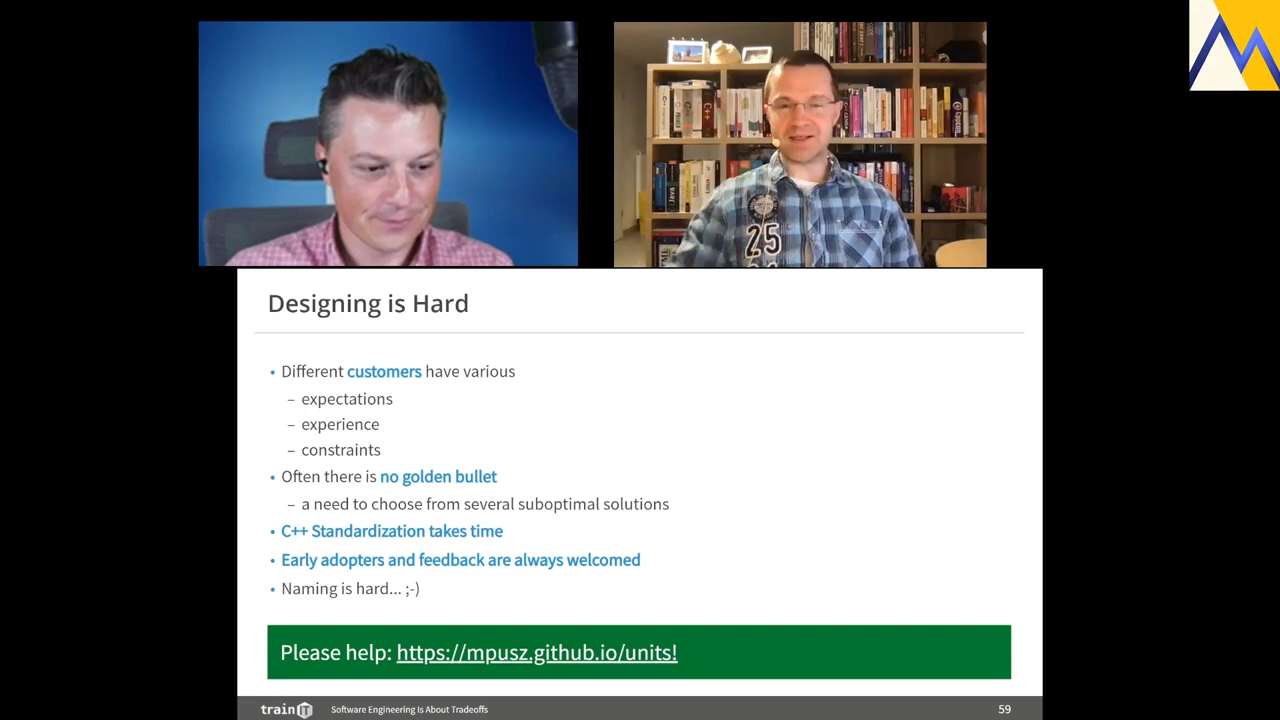 C++
Java
25
Designing is Hard
• Different customers have various
– expectations
– experience
– constraints
• Often there is no golden bullet
– a need to choose from several suboptimal solutions
• C++ Standardization takes time
• Early adopters and feedback are always welcomed
• Naming is hard... ;-)
Please help: https://mpusz.github.io/units!
train IT
Software Engineering Is About Tradeoffs
59